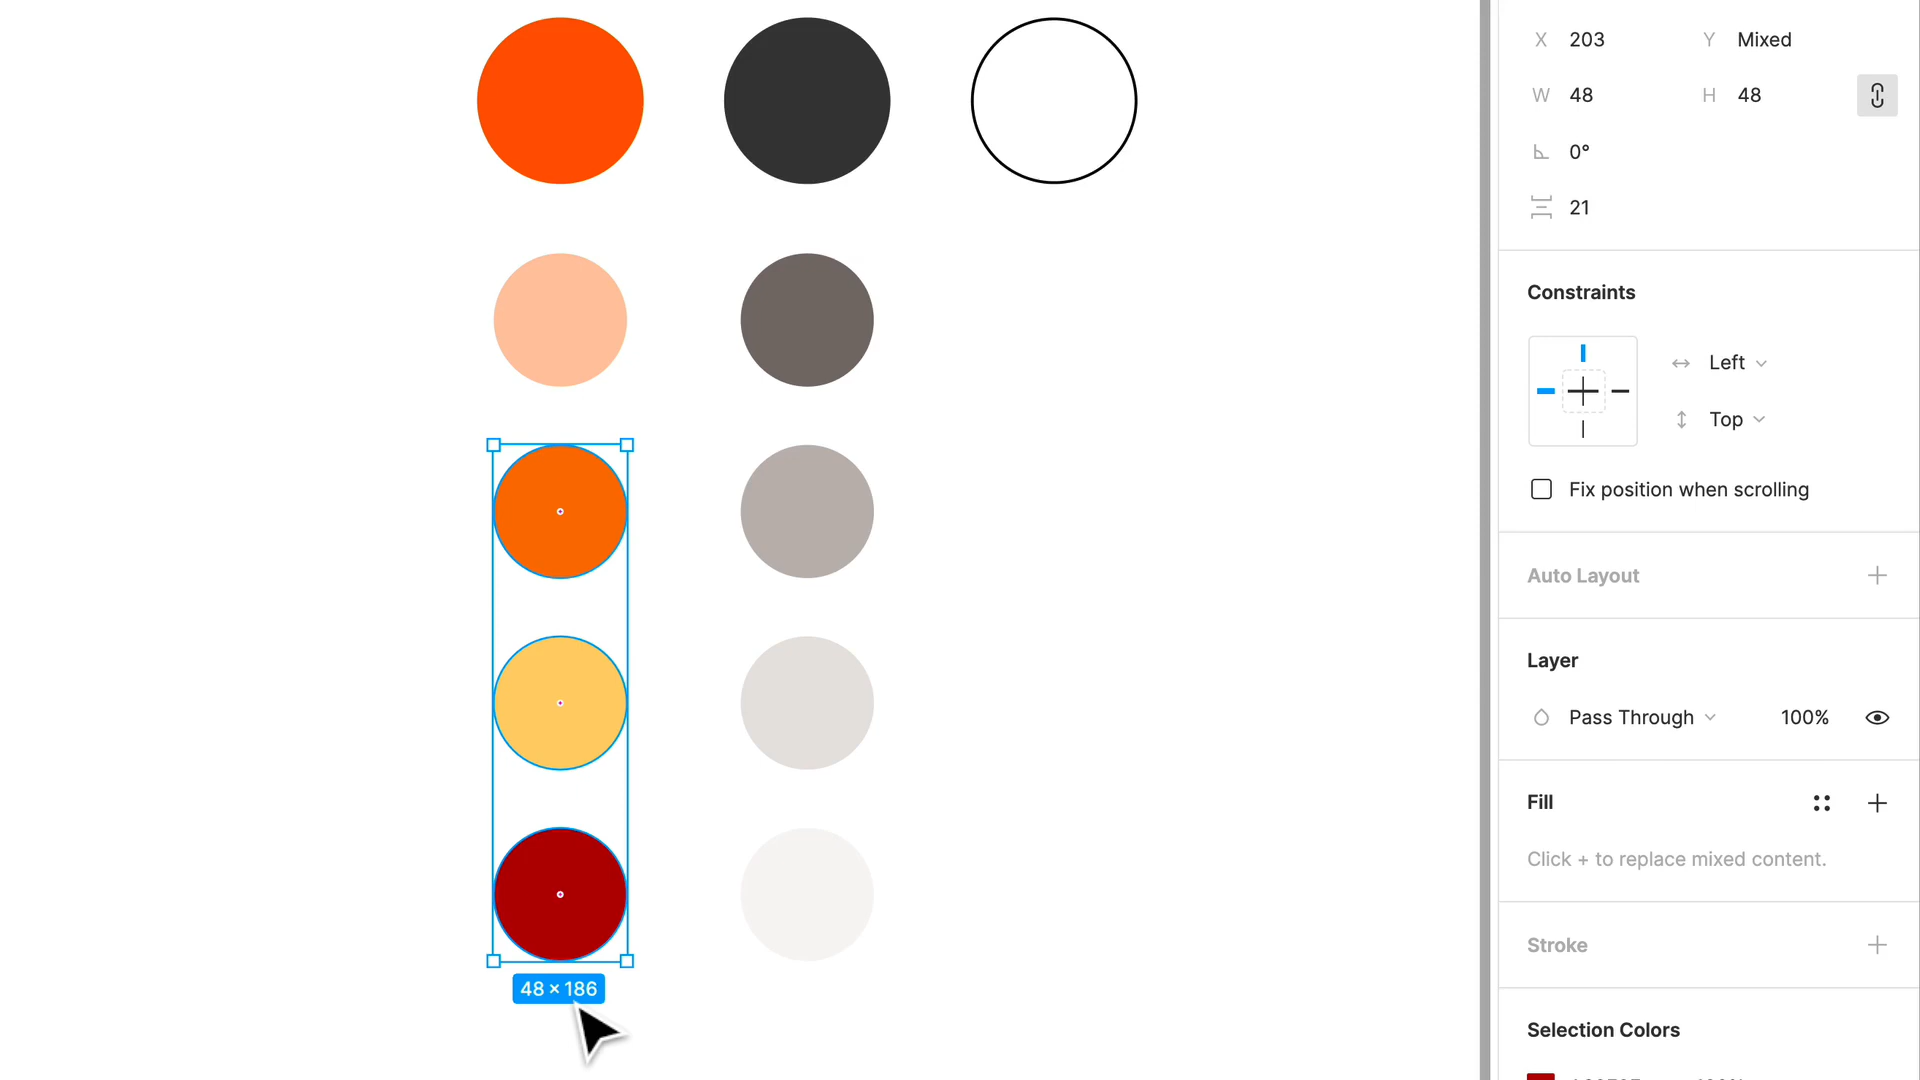 X 203 Y Mixed
W 48 H 48
0°
21
Constraints
Left
Top
Fix position when scrolling
Auto Layout
Layer
Pass Through 100%
Fill
Click + to replace mixed content.
Stroke
48 × 186
Selection Colors